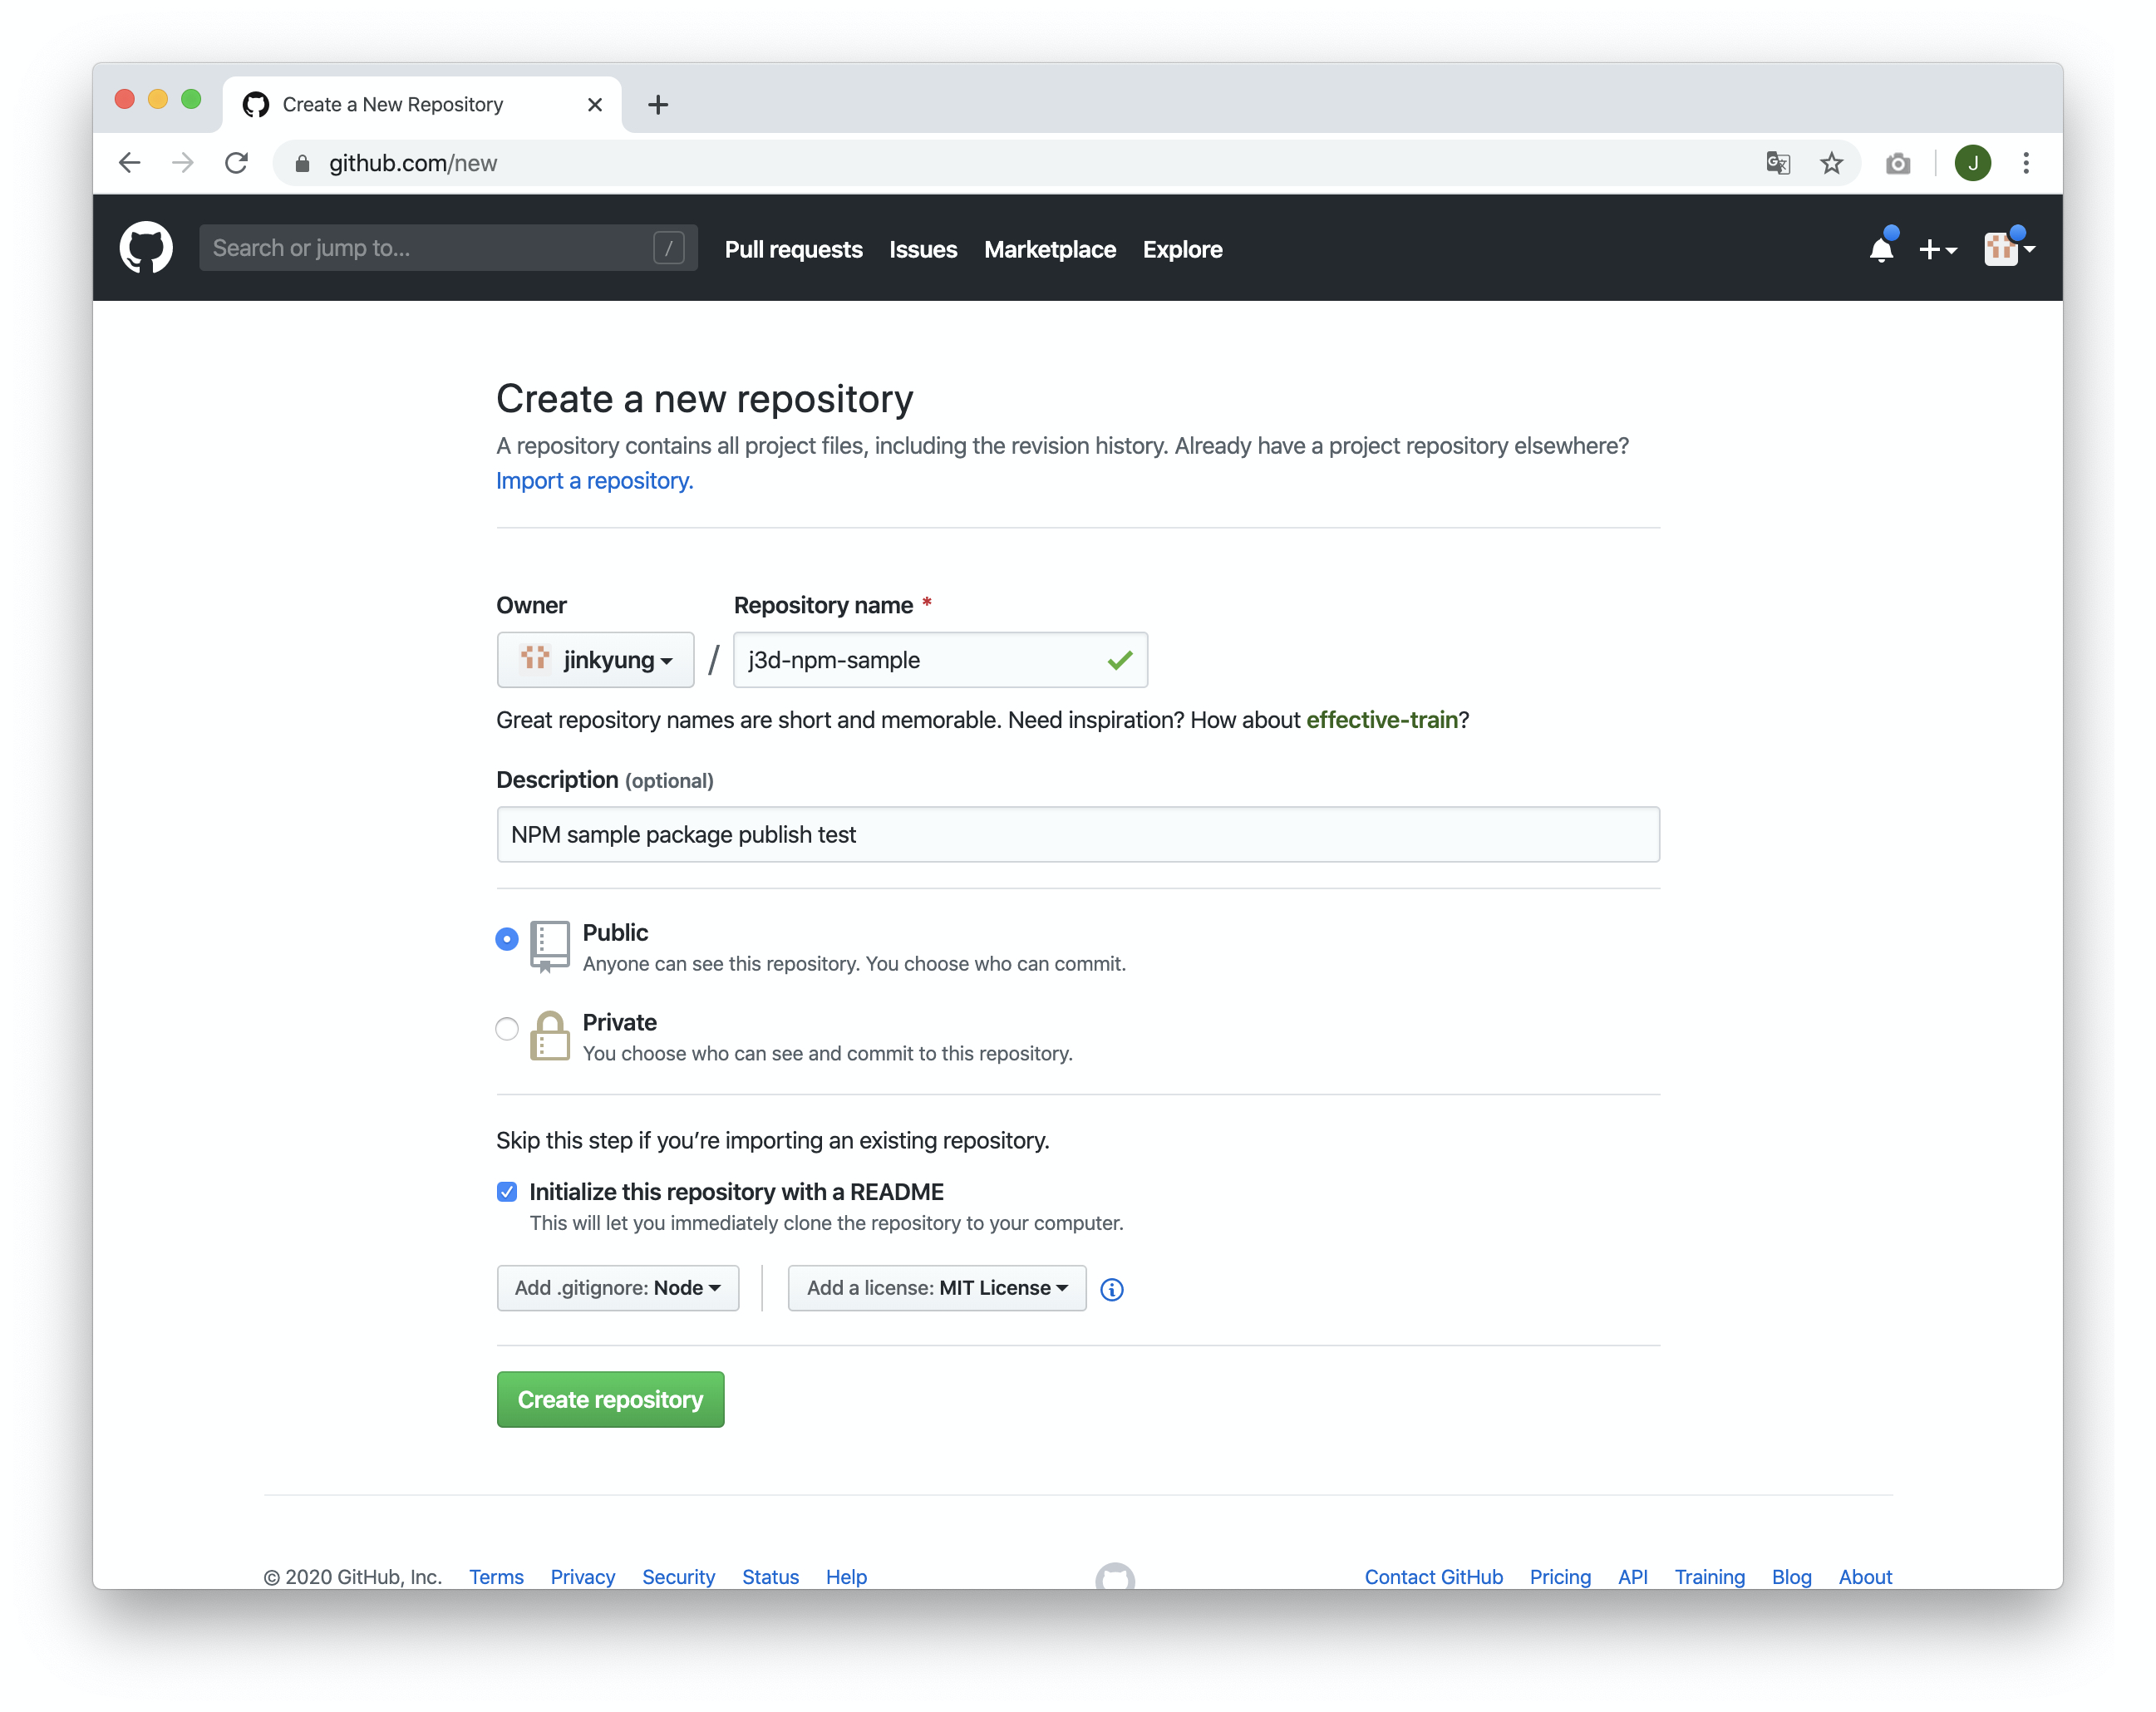 Create a New Repository
github.com/new
J
Search or jump to...
/
Pull requests
Issues
Marketplace
Explore
Create a new repository
A repository contains all project files, including the revision history. Already have a project repository elsewhere?
Import a repository.
Owner
Repository name *
jinkyung
/
j3d-npm-sample
Great repository names are short and memorable. Need inspiration? How about effective-train?
Description (optional)
NPM sample package publish test
Public
Anyone can see this repository. You choose who can commit.
Private
You choose who can see and commit to this repository.
Skip this step if you’re importing an existing repository.
Initialize this repository with a README
This will let you immediately clone the repository to your computer.
Add .gitignore: Node
Add a license: MIT License
Create repository
© 2020 GitHub, Inc.
Terms
Privacy
Security
Status
Help
Contact GitHub
Pricing
API
Training
Blog
About